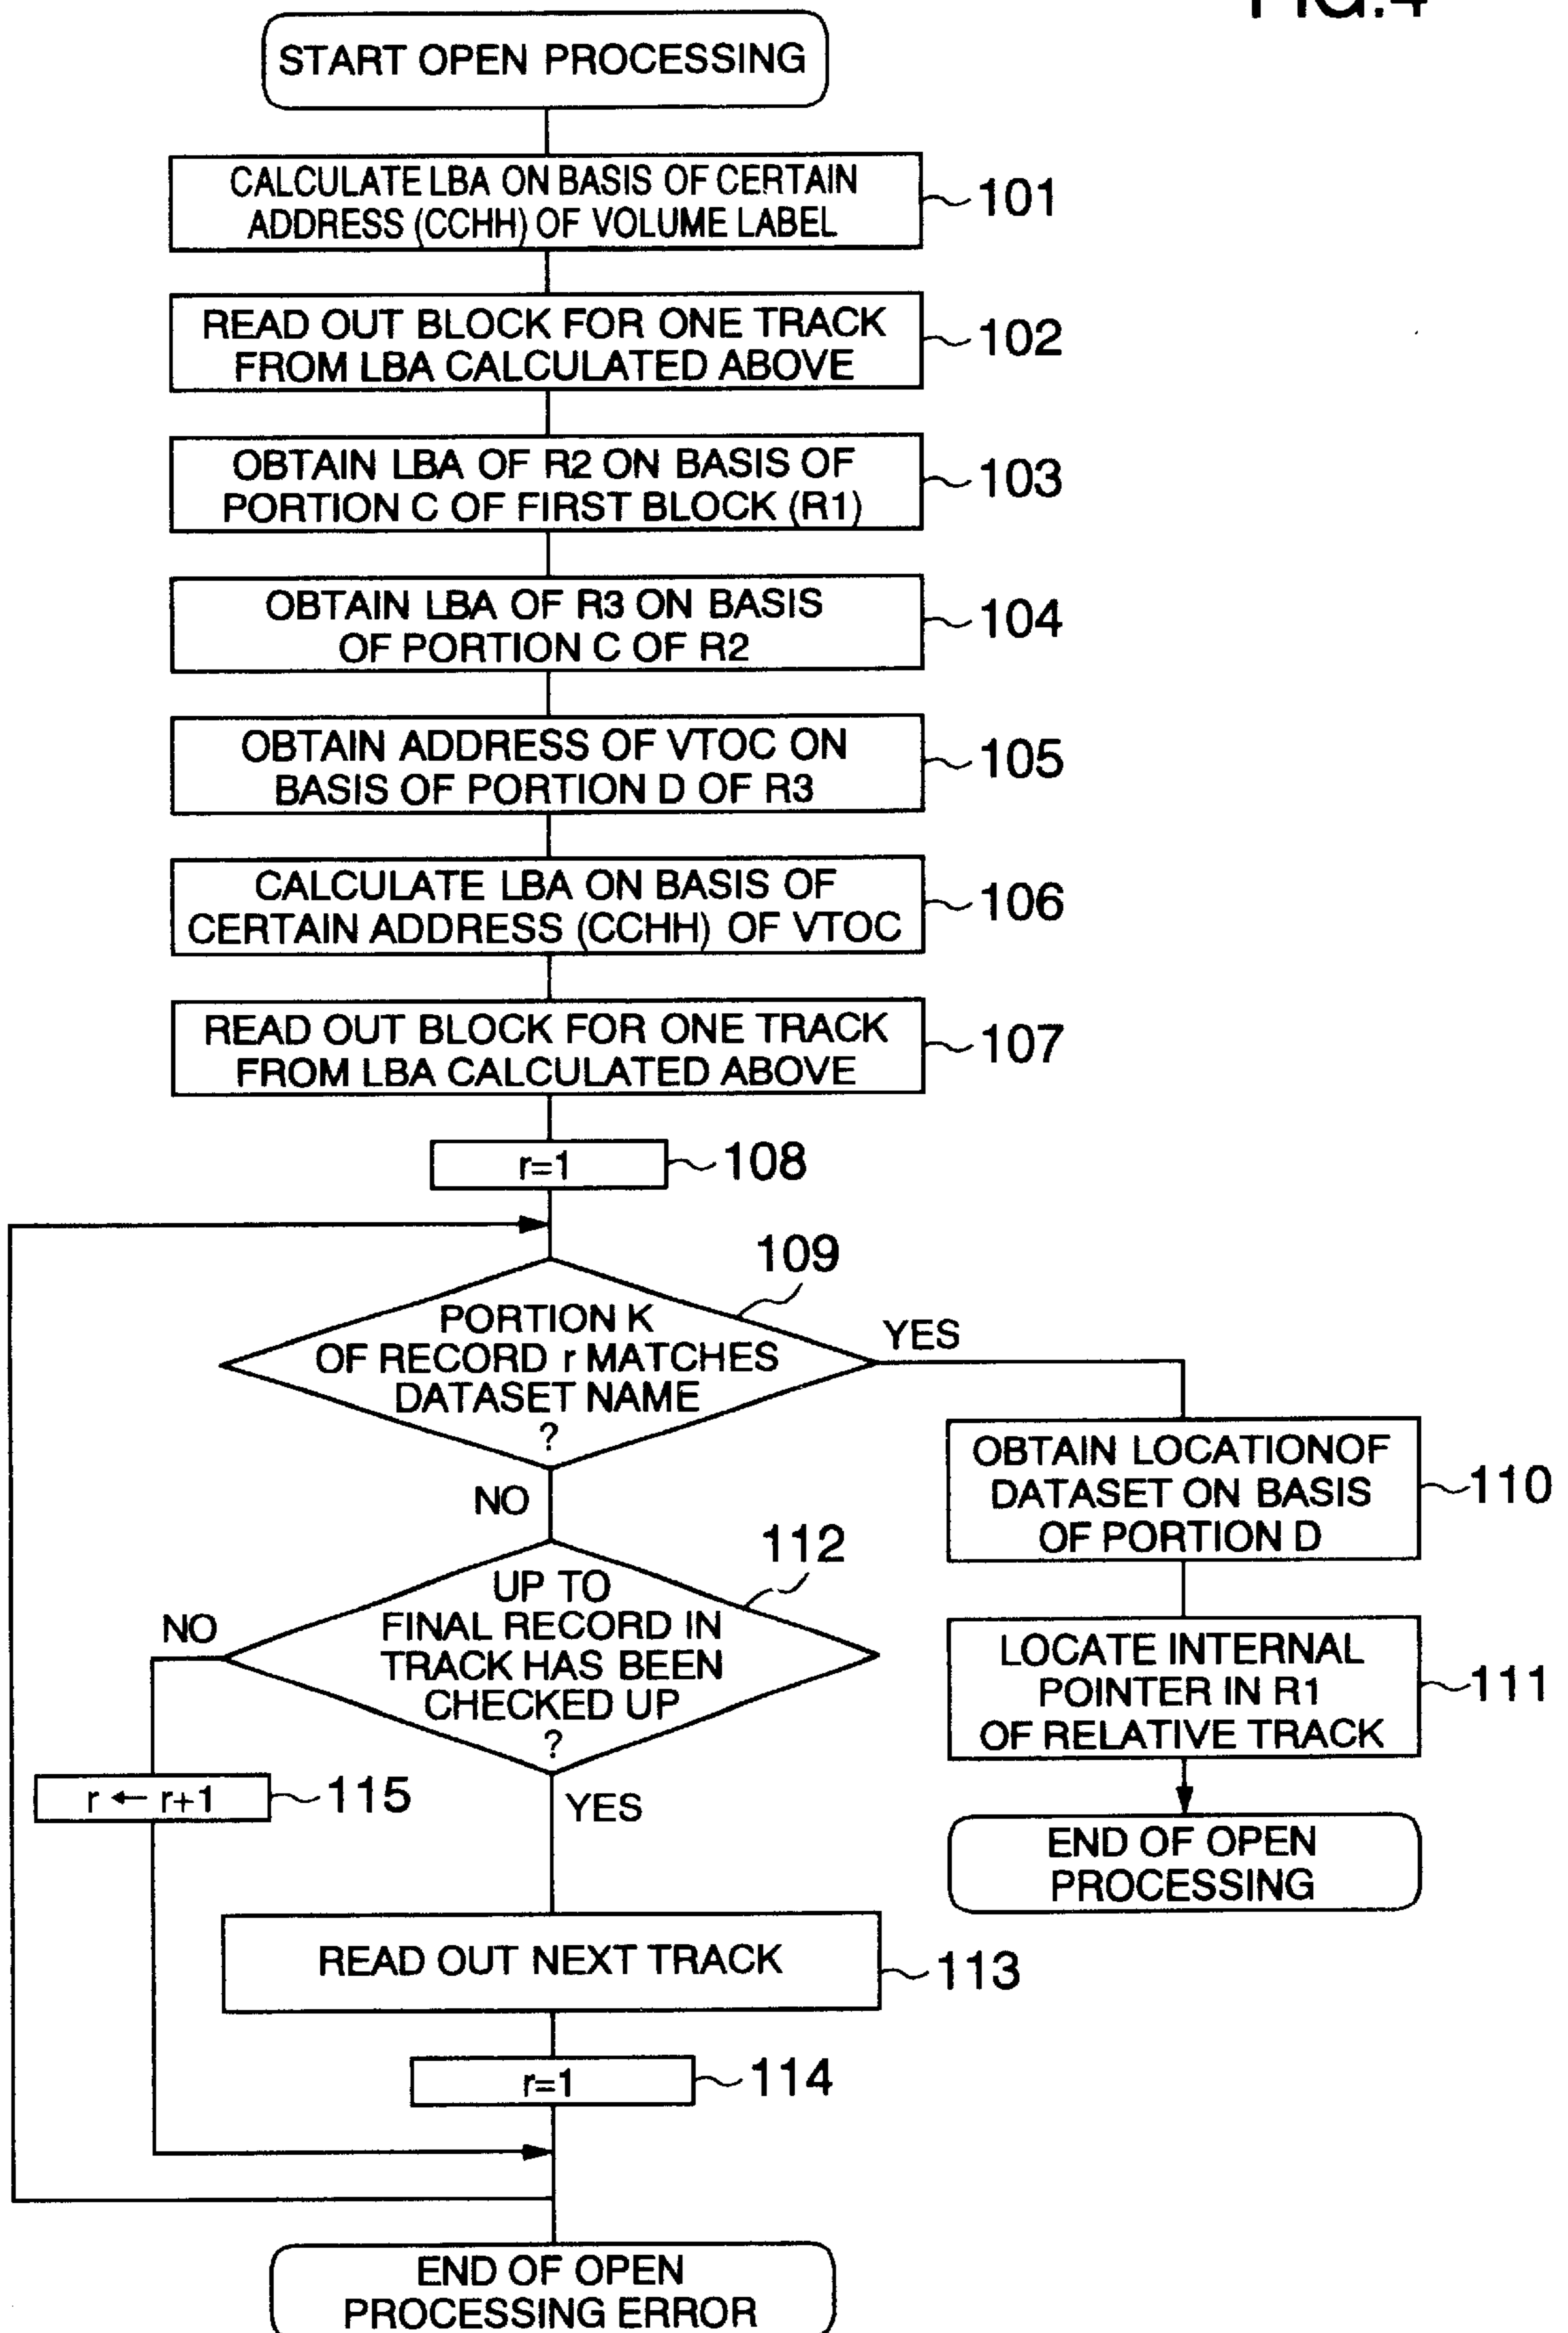 FIG.4
START OPEN PROCESSING
CALCULATE LBA ON BASIS OF CERTAIN
ADDRESS (CCHH) OF VOLUME LABEL
101
READ OUT BLOCK FOR ONE TRACK
FROM LBA CALCULATED ABOVE
102
OBTAIN LBA OF R2 ON BASIS OF
PORTION C OF FIRST BLOCK (R1)
103
OBTAIN LBA OF R3 ON BASIS
OF PORTION C OF R2
104
OBTAIN ADDRESS OF VTOC ON
BASIS OF PORTION D OF R3
105
CALCULATE LBA ON BASIS OF
CERTAIN ADDRESS (CCHH) OF VTOC
106
READ OUT BLOCK FOR ONE TRACK
FROM LBA CALCULATED ABOVE
107
r=1
108
109
PORTION K
OF RECORD r MATCHES
DATASET NAME
?
YES
NO
OBTAIN LOCATIONOF
DATASET ON BASIS
OF PORTION D
110
112
UP TO
FINAL RECORD IN
TRACK HAS BEEN
CHECKED UP
?
NO
YES
LOCATE INTERNAL
POINTER IN R1
OF RELATIVE TRACK
111
r ← r+1
115
END OF OPEN
PROCESSING
READ OUT NEXT TRACK
113
r=1
114
END OF OPEN
PROCESSING ERROR